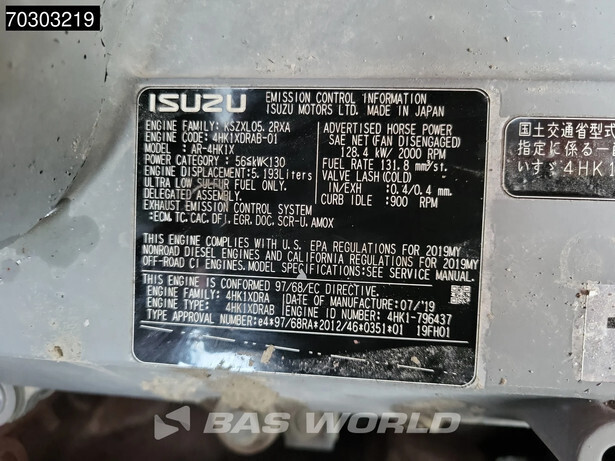 70303219
ISUZU EMISSION CONTROL INFORMATION
ISUZU MOTORS LTD. MADE IN JAPAN
ENGINE FAMILY: KSZXL05.2RXA
ENGINE CODE: 4HK1XDRAB-01
MODEL: AR-4HK1X
POWER CATEGORY: 56≤kW<130
ENGINE DISPLACEMENT: 5.193liters
ULTRA LOW SULFUR FUEL ONLY.
DELEGATED ASSEMBLY
EXHAUST EMISSION CONTROL SYSTEM
:ECM.TC.CAC.DFI.EGR.DOC.SCR-U.AMOX
ADVERTISED HORSE POWER
SAE NET(FAN DISENGAGED)
128.4 kW/2000 RPM
FUEL RATE 131.8 mm³/st.
VALVE LASH (COLD)
IN/EXH :0.4/0.4 mm.
CURB IDLE :900 RPM
THIS ENGINE COMPLIES WITH U.S. EPA REGULATIONS FOR 2019MY
NONROAD DIESEL ENGINES AND CALIFORNIA REGULATIONS FOR 2019MY
OFF-ROAD CI ENGINES.MODEL SPECIFICATIONS:SEE SERVICE MANUAL.
THIS ENGINE IS CONFORMED 97/68/EC DIRECTIVE.
ENGINE FAMILY: 4HK1XDRA DATE OF MANUFACTURE:07/'19
ENGINE TYPE: 4HK1XDRAB ENGINE NUMBER: 4HK1-796437
TYPE APPROVAL NUMBER:e4*97/68RA*2012/46*0351*01 19FH01
国土交通省型式
指定に係る一
いすゞ4HK1
BAS WORLD